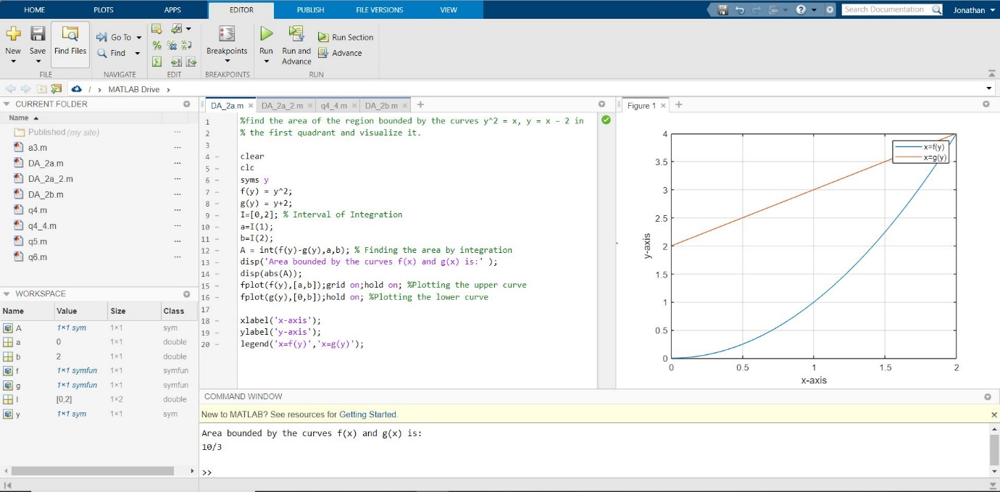 HOME PLOTS APPS EDITOR PUBLISH FILE VERSIONS VIEW Search Documentation Jonathan
New Save Find Files Go To Find Breakpoints Run Run and Advance Run Section Advance
FILE NAVIGATE EDIT BREAKPOINTS RUN
/ › MATLAB Drive ›
CURRENT FOLDER
Name
Published (my site)
a3.m
DA_2a.m
DA_2a_2.m
DA_2b.m
q4.m
q4_4.m
q5.m
q6.m
WORKSPACE
Name Value Size Class
A 1×1 sym 1×1 sym
a 0 1×1 double
b 2 1×1 double
f 1×1 symfun 1×1 symfun
g 1×1 symfun 1×1 symfun
I [0,2] 1×2 double
y 1×1 sym 1×1 sym
DA_2a.m × DA_2a_2.m × q4_4.m × DA_2b.m × +
1 %find the area of the region bounded by the curves y^2 = x, y = x - 2 in
2 % the first quadrant and visualize it.
3
4 - clear
5 - clc
6 - syms y
7 - f(y) = y^2;
8 - g(y) = y+2;
9 - I=[0,2]; % Interval of Integration
10 - a=I(1);
11 - b=I(2);
12 - A = int(f(y)-g(y),a,b); % Finding the area by integration
13 - disp('Area bounded by the curves f(x) and g(x) is:' );
14 - disp(abs(A));
15 - fplot(f(y),[a,b]);grid on;hold on; %Plotting the upper curve
16 - fplot(g(y),[0,b]);hold on; %Plotting the lower curve
17
18 - xlabel('x-axis');
19 - ylabel('y-axis');
20 - legend('x=f(y)','x=g(y)');
Figure 1 × +
x=f(y)
x=g(y)
4
3.5
3
2.5
2
1.5
1
0.5
0
y-axis
0 0.5 1 1.5 2
x-axis
COMMAND WINDOW
New to MATLAB? See resources for Getting Started.
Area bounded by the curves f(x) and g(x) is:
10/3
>>